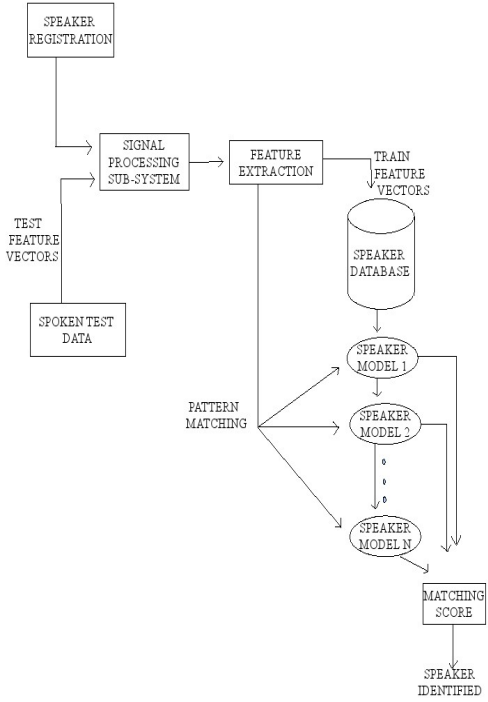 SPEAKER
REGISTRATION
SIGNAL
PROCESSING
SUB-SYSTEM
FEATURE
EXTRACTION
TRAIN
FEATURE
VECTORS
TEST
FEATURE
VECTORS
SPEAKER
DATABASE
SPOKEN TEST
DATA
SPEAKER
MODEL 1
PATTERN
MATCHING
SPEAKER
MODEL 2
SPEAKER
MODEL N
MATCHING
SCORE
SPEAKER
IDENTIFIED